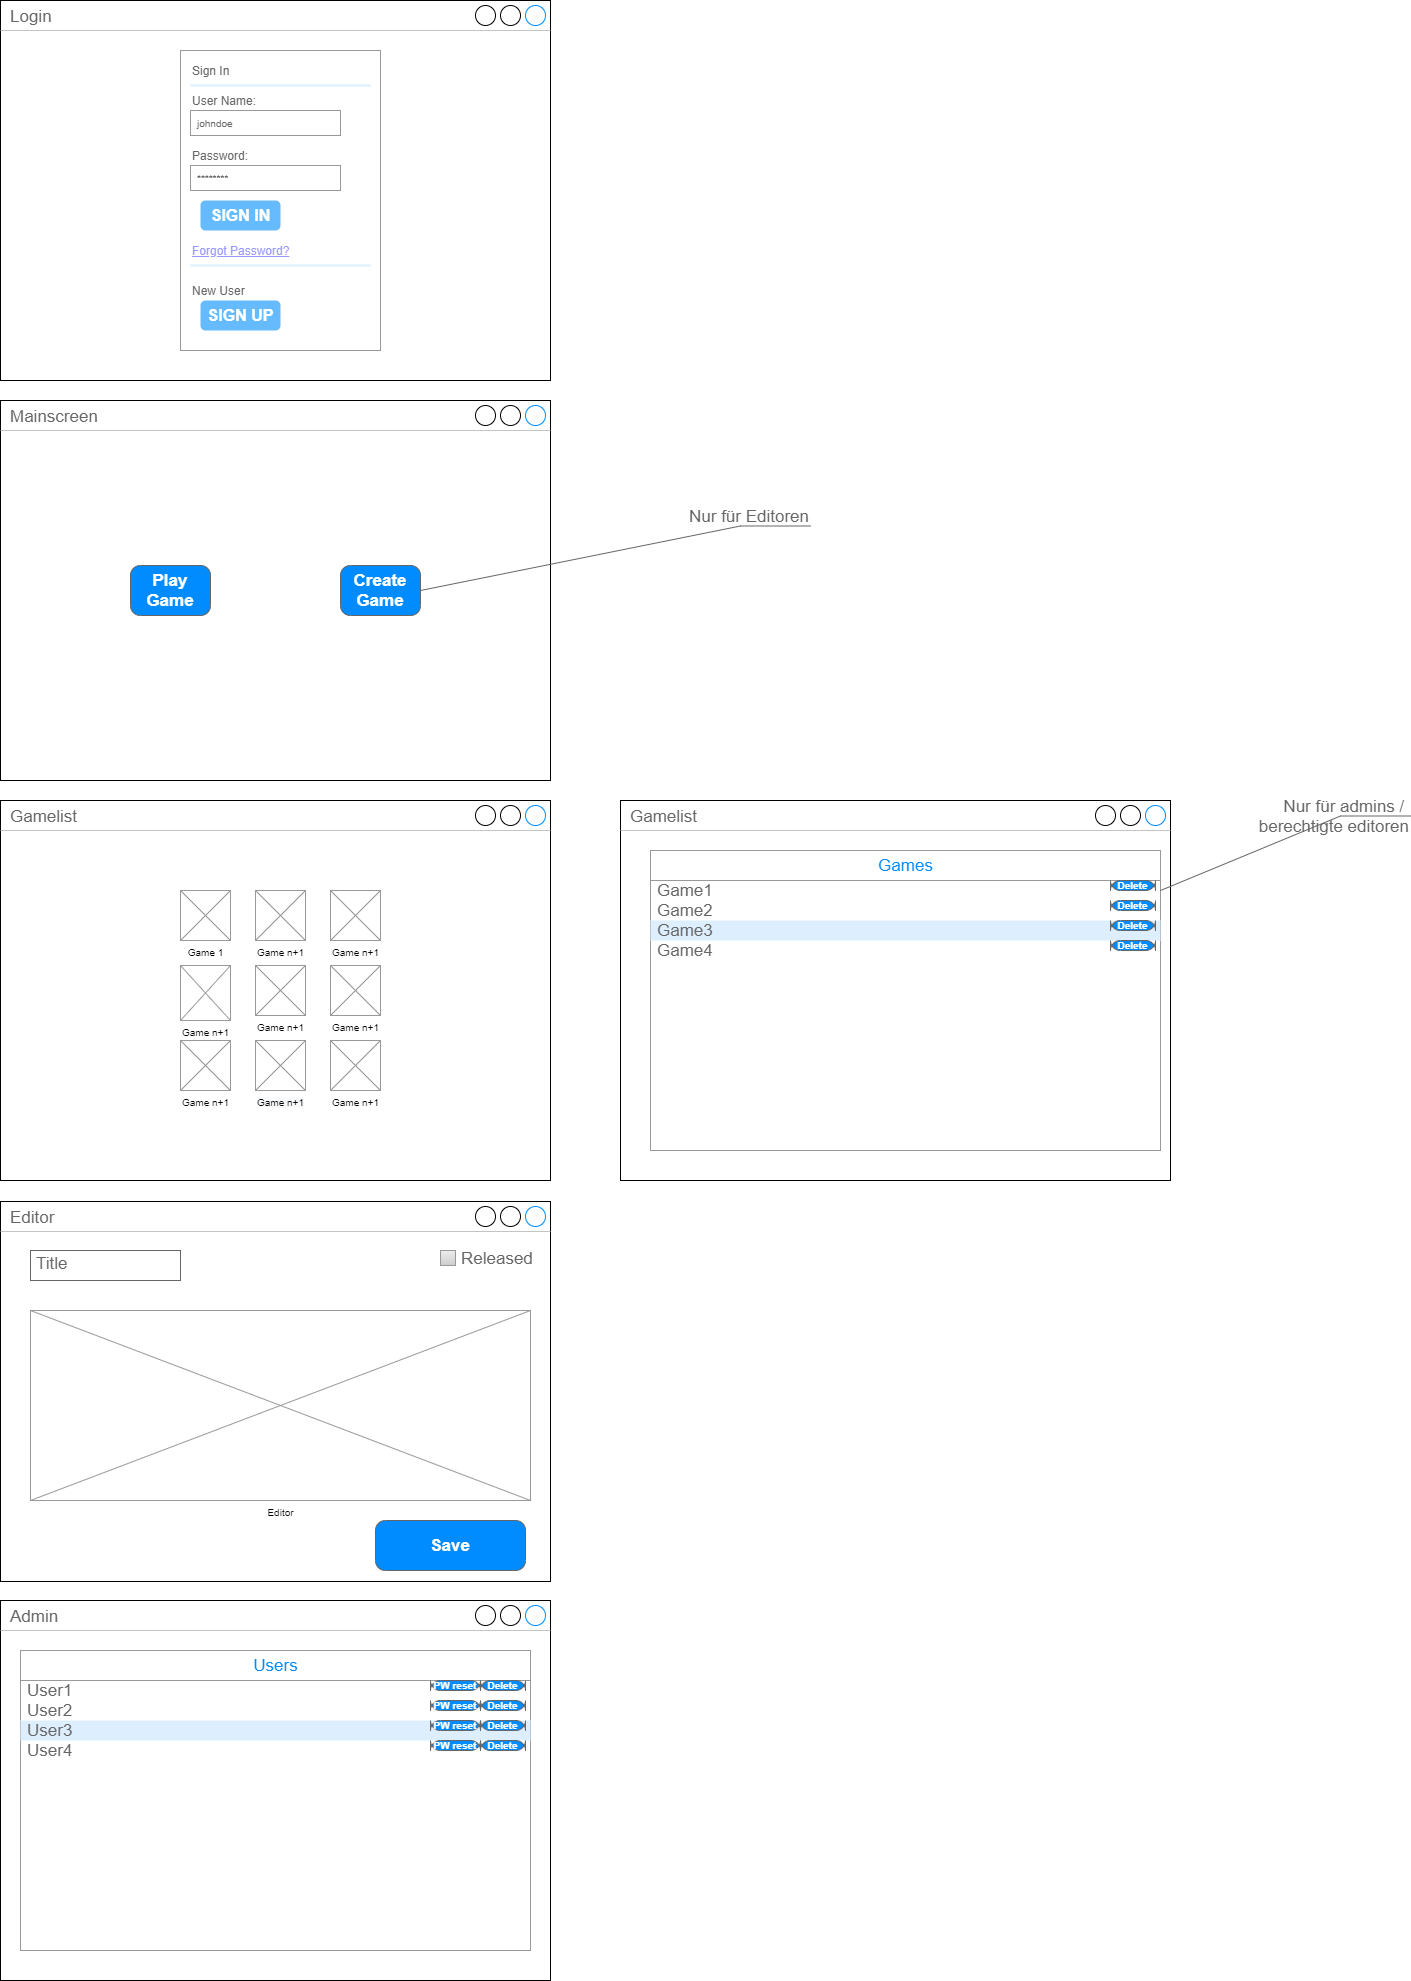 Login
Sign In
User Name:
johndoe
Password:
********
SIGN IN
Forgot Password?
New User
SIGN UP
Mainscreen
Nur für Editoren
Play
Game
Create
Game
Gamelist
Game 1
Game n+1
Game n+1
Game n+1
Game n+1
Game n+1
Game n+1
Game n+1
Game n+1
Gamelist
Nur für admins /
berechtigte editoren
Games
Game1
Delete
Game2
Delete
Game3
Delete
Game4
Delete
Editor
Title
Released
Editor
Save
Admin
Users
User1
PW reset
Delete
User2
PW reset
Delete
User3
PW reset
Delete
User4
PW reset
Delete